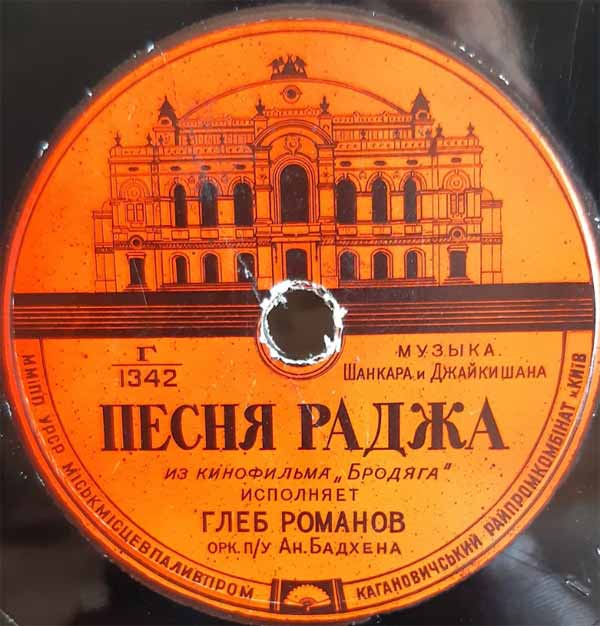 Г
1342
МУЗЫКА.
ШАНКАРА и ДЖАЙКИШАНА
ПЕСНЯ РАДЖА
ИЗ КИНОФИЛЬМА „БРОДЯГА"
ИСПОЛНЯЕТ
ГЛЕБ РОМАНОВ
ОРК. П/У АН. БАДХЕНА
ММІПП УРСР МІСЬКМІСЦЕВПАЛИВПРОМ
КАГАНОВИЧСЬКИЙ РАЙПРОМКОМБІНАТ м.КИЇВ